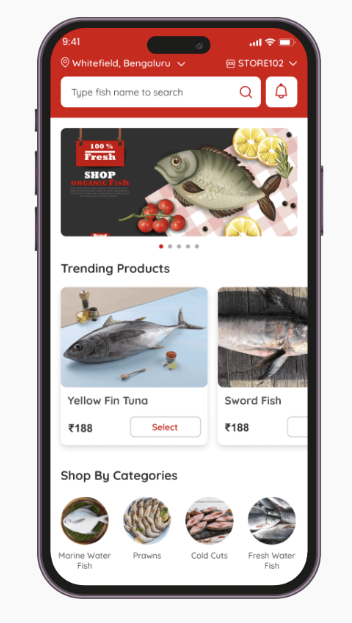 9:41
Whitefield, Bengaluru
STORE102
Type fish name to search
100 %
Fresh
SHOP
ORGANIC Fish
Trending Products
Yellow Fin Tuna
Sword Fish
₹188
Select
₹188
Shop By Categories
Marine Water
Fish
Prawns
Cold Cuts
Fresh Water
Fish